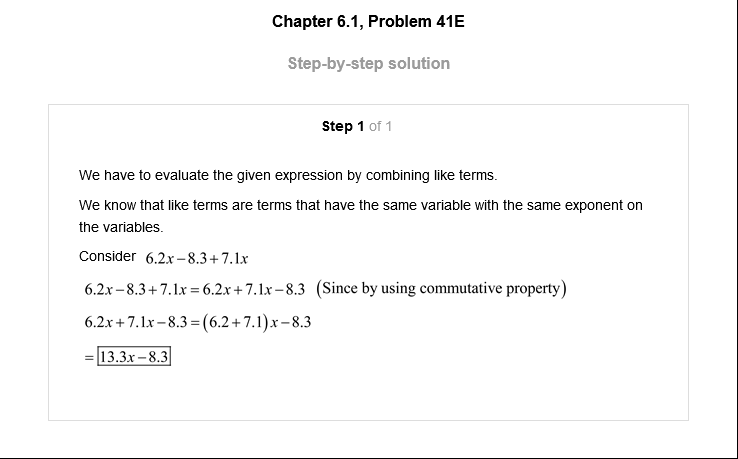 Chapter 6.1, Problem 41E
Step-by-step solution
Step 1 of 1
We have to evaluate the given expression by combining like terms.
We know that like terms are terms that have the same variable with the same exponent on
the variables.
Consider 6.2x−8.3+7.1x
6.2x−8.3+7.1x=6.2x+7.1x−8.3 (Since by using commutative property)
6.2x+7.1x−8.3=(6.2+7.1)x−8.3
=13.3x−8.3